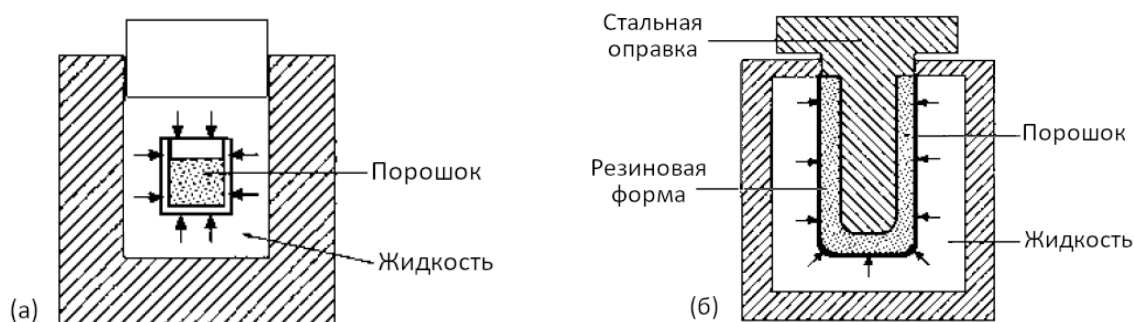 Порошок
Жидкость
(а)
Стальная
оправка
Порошок
Резиновая
форма
Жидкость
(б)